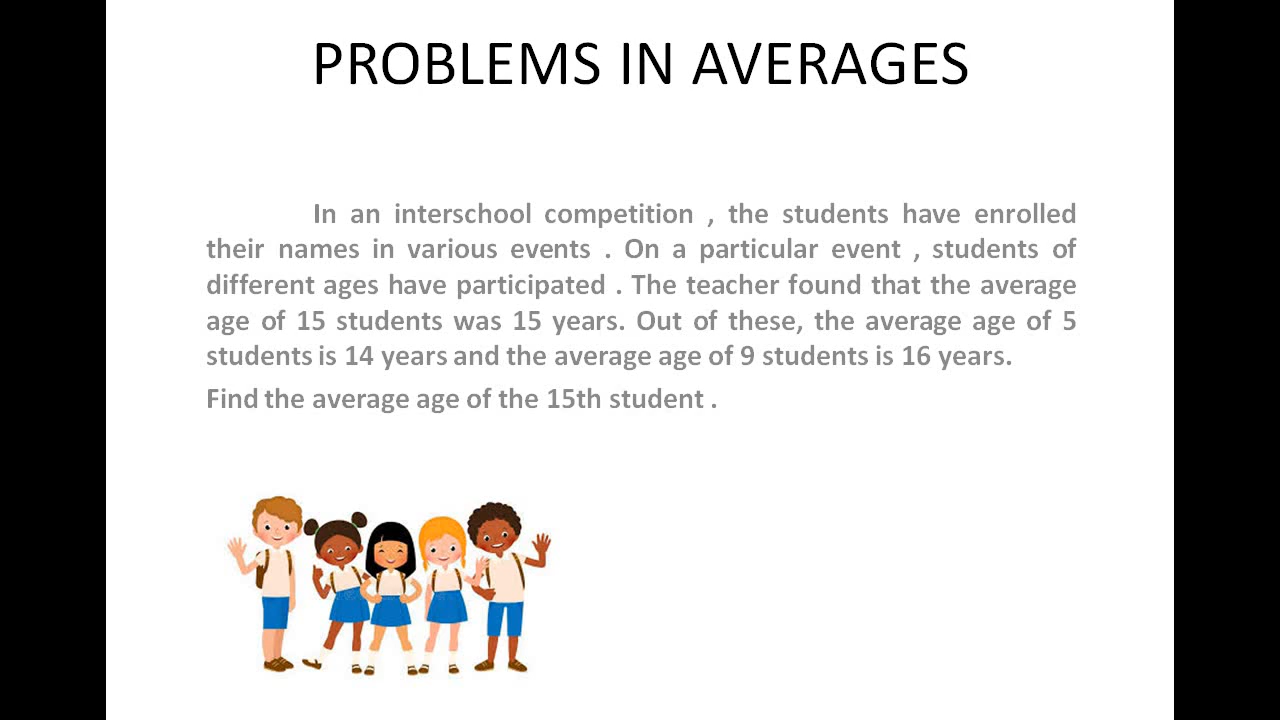 PROBLEMS IN AVERAGES
In an interschool competition , the students have enrolled
their names in various events . On a particular event , students of
different ages have participated . The teacher found that the average
age of 15 students was 15 years. Out of these, the average age of 5
students is 14 years and the average age of 9 students is 16 years.
Find the average age of the 15th student .